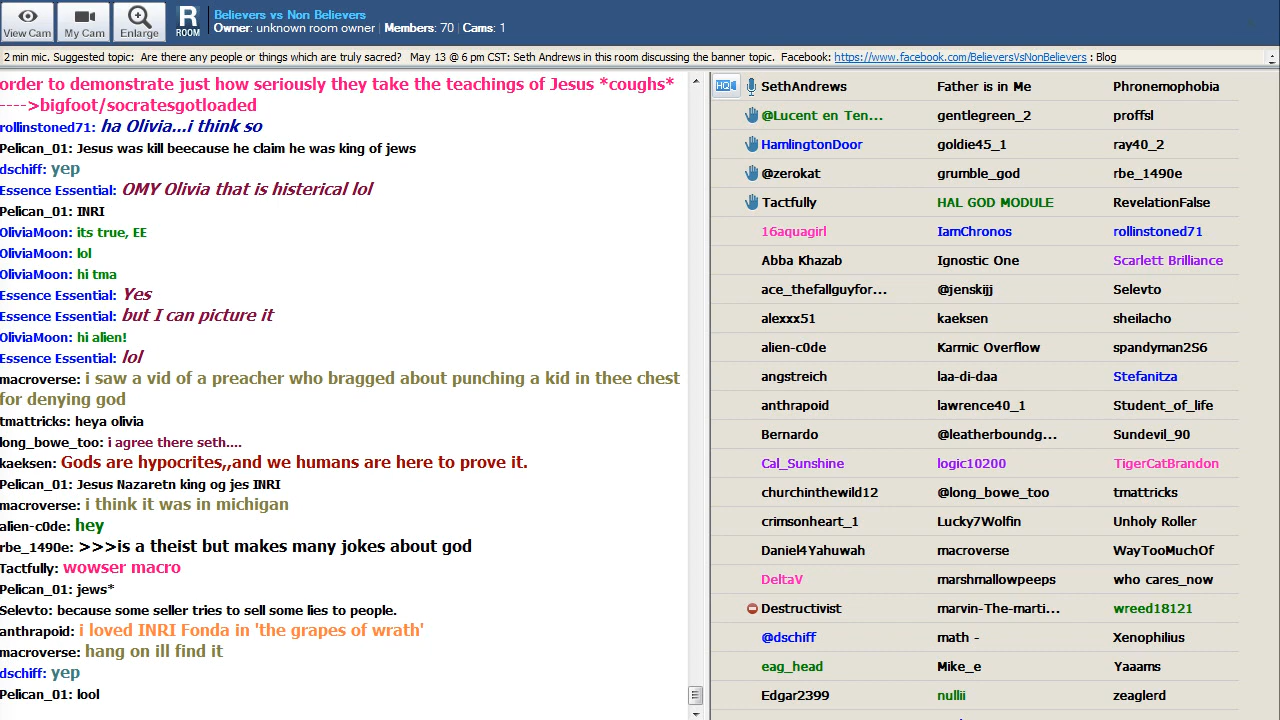 Believers vs Non Believers
Owner: unknown room owner | Members: 70 | Cams: 1
View Cam
My Cam
Enlarge
R
ROOM
2 min mic. Suggested topic: Are there any people or things which are truly sacred? May 13 @ 6 pm CST: Seth Andrews in this room discussing the banner topic. Facebook: https://www.facebook.com/BelieversVsNonBelievers : Blog
order to demonstrate just how seriously they take the teachings of Jesus *coughs*
---->bigfoot/socratesgotloaded
rollinstoned71: ha Olivia...i think so
Pelican_01: Jesus was kill beecause he claim he was king of jews
dschiff: yep
Essence Essential: OMY Olivia that is histerical lol
Pelican_01: INRI
OliviaMoon: its true, EE
OliviaMoon: lol
OliviaMoon: hi tma
Essence Essential: Yes
Essence Essential: but I can picture it
OliviaMoon: hi alien!
Essence Essential: lol
macroverse: i saw a vid of a preacher who bragged about punching a kid in thee chest
for denying god
tmattricks: heya olivia
long_bowe_too: i agree there seth....
kaeksen: Gods are hypocrites,,and we humans are here to prove it.
Pelican_01: Jesus Nazaretn king og jes INRI
macroverse: i think it was in michigan
alien-c0de: hey
rbe_1490e: >>>is a theist but makes many jokes about god
Tactfully: wowser macro
Pelican_01: jews*
Selevto: because some seller tries to sell some lies to people.
anthrapoid: i loved INRI Fonda in 'the grapes of wrath'
macroverse: hang on ill find it
dschiff: yep
Pelican_01: lool
HQ
SethAndrews Father is in Me Phronemophobia
@Lucent en Ten... gentlegreen_2 proffsl
HamlingtonDoor goldie45_1 ray40_2
@zerokat grumble_god rbe_1490e
Tactfully HAL GOD MODULE RevelationFalse
16aquagirl IamChronos rollinstoned71
Abba Khazab Ignostic One Scarlett Brilliance
ace_thefallguyfor... @jenskijj Selevto
alexxx51 kaeksen sheilacho
alien-c0de Karmic Overflow spandyman2S6
angstreich laa-di-daa Stefanitza
anthrapoid lawrence40_1 Student_of_life
Bernardo @leatherboundg... Sundevil_90
Cal_Sunshine logic10200 TigerCatBrandon
churchinthewild12 @long_bowe_too tmattricks
crimsonheart_1 Lucky7Wolfin Unholy Roller
Daniel4Yahuwah macroverse WayTooMuchOf
DeltaV marshmallowpeeps who cares_now
Destructivist marvin-The-marti... wreed18121
@dschiff math - Xenophilius
eag_head Mike_e Yaaams
Edgar2399 nullii zeaglerd